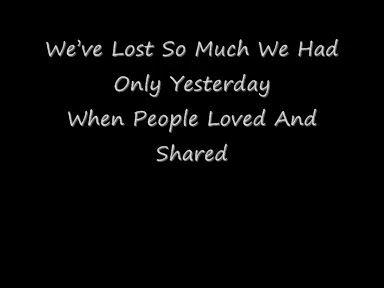 We've Lost So Much We Had
Only Yesterday
When People Loved And
Shared